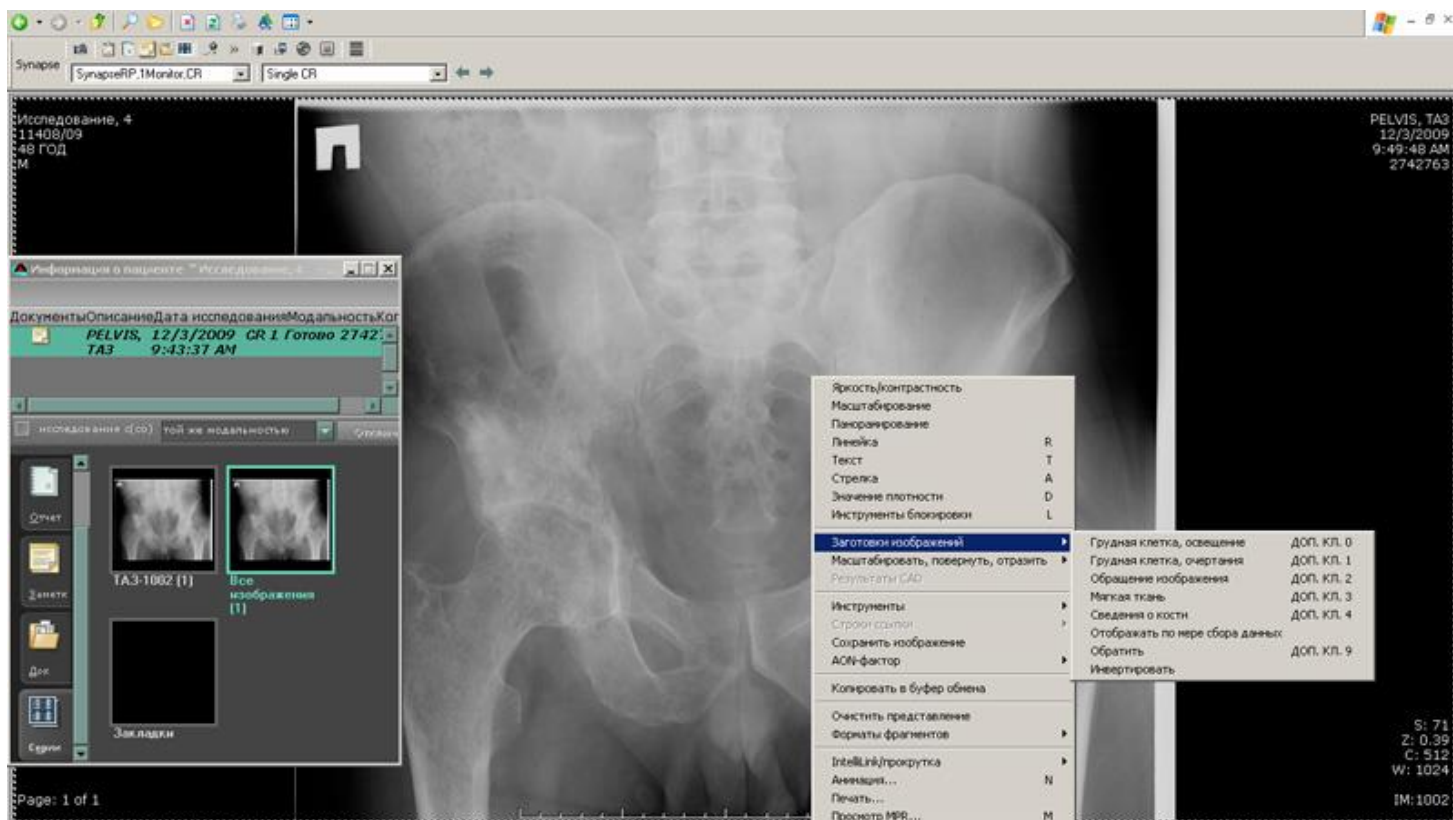 Synapse
SynapseRP,1Monitor,CR
Single CR
Исследование, 4
11408/09
48 ГОД
М
П
PELVIS, ТАЗ
12/3/2009
9:49:48 AM
2742763
Информация о пациенте "Исследование, 4
ДокументыОписаниеДата исследованияМодальностьКог
PELVIS, 12/3/2009 CR 1 Готово 2742
ТАЗ 9:43:37 AM
исследования с(со) той же модальностью
Отчет
Заметк
Док
Серии
ТАЗ-1002 (1)
Все
изображения
(1)
Закладки
Яркость/контрастность
Масштабирование
Панорамирование
Линейка R
Текст T
Стрелка A
Значение плотности D
Инструменты блокировки L
Заготовки изображений
Масштабировать, повернуть, отразить
Результаты CAD
Инструменты
Строки ссылки
Сохранить изображение
AON-фактор
Копировать в буфер обмена
Очистить представление
Форматы фрагментов
IntelliLink/прокрутка
Анимация... N
Печать...
Просмотр MPR... M
Грудная клетка, освещение ДОП. КЛ. 0
Грудная клетка, очертания ДОП. КЛ. 1
Обращение изображения ДОП. КЛ. 2
Мягкая ткань ДОП. КЛ. 3
Сведения о кости ДОП. КЛ. 4
Отображать по мере сбора данных
Обратить ДОП. КЛ. 9
Инвертировать
S: 71
Z: 0.39
C: 512
W: 1024
IM:1002
Page: 1 of 1